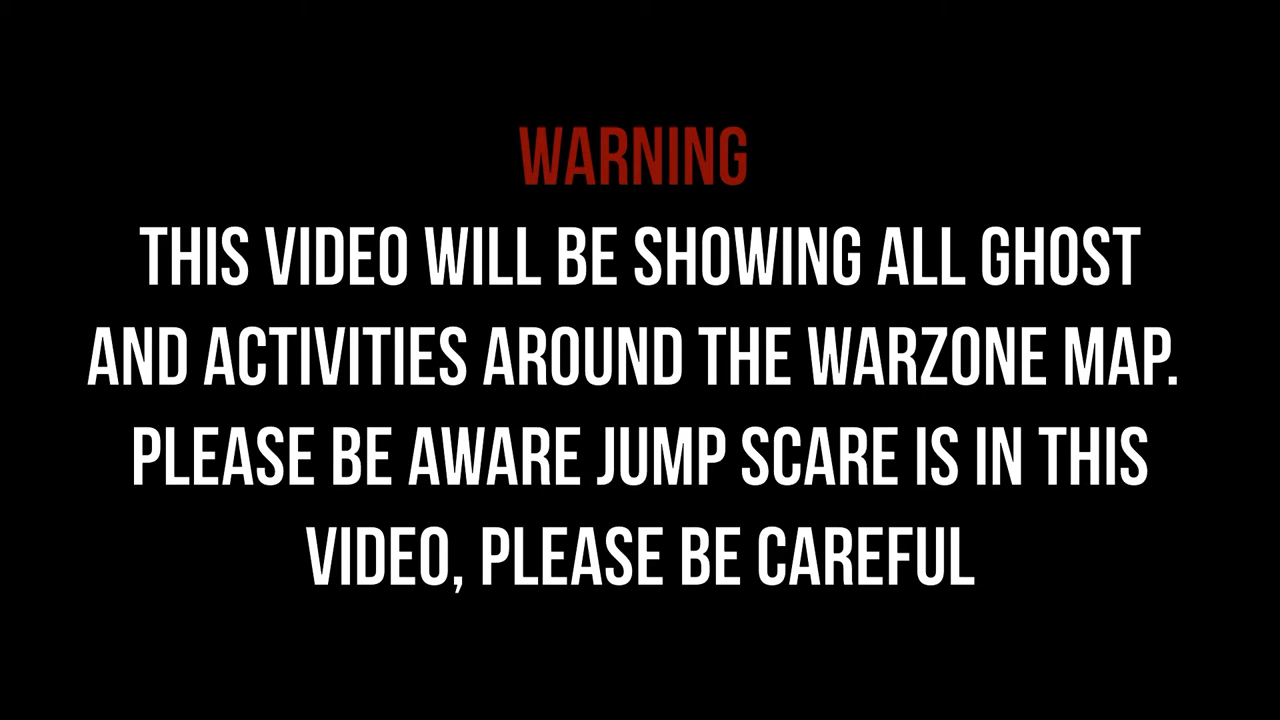 WARNING
THIS VIDEO WILL BE SHOWING ALL GHOST
AND ACTIVITIES AROUND THE WARZONE MAP.
PLEASE BE AWARE JUMP SCARE IS IN THIS
VIDEO, PLEASE BE CAREFUL